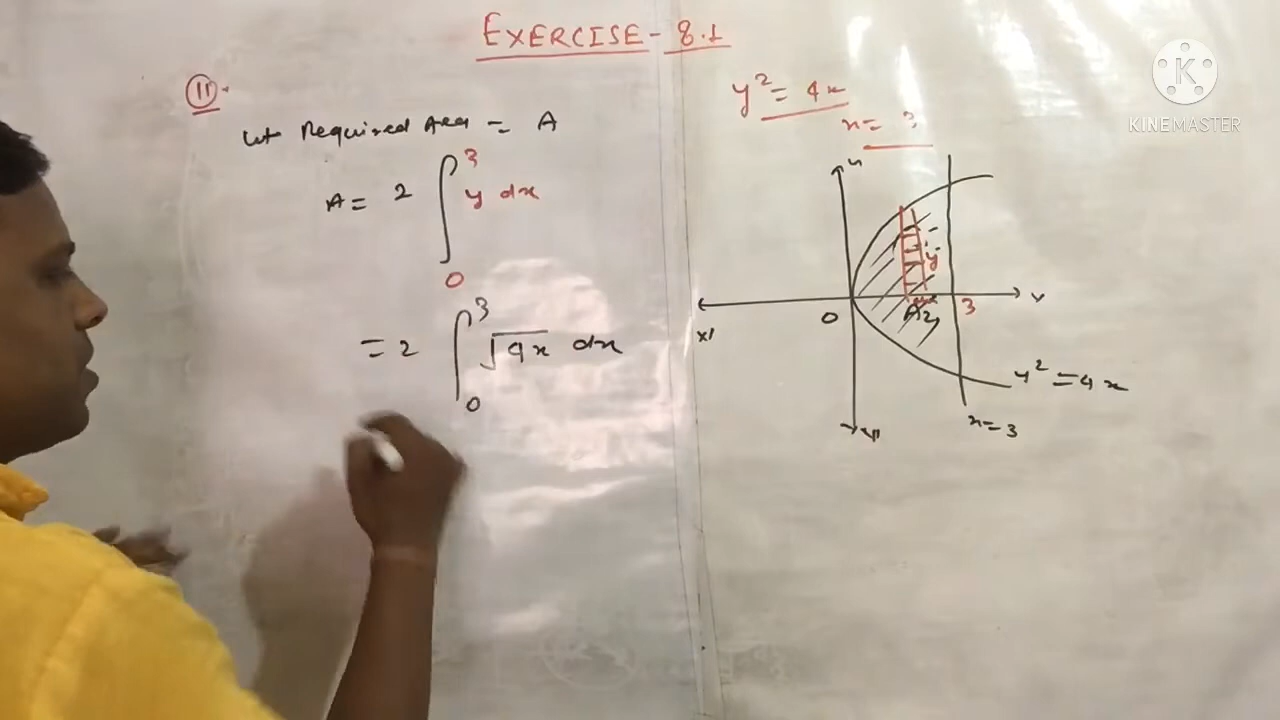 EXERCISE - 8.1
11.
Let Required Area = A
A = 2 ∫₀³ y dx
= 2 ∫₀³ √4x dx
y² = 4x
x = 3
y
y
0
3
x
x'
y² = 4x
x = 3
y'
K
KINEMASTER